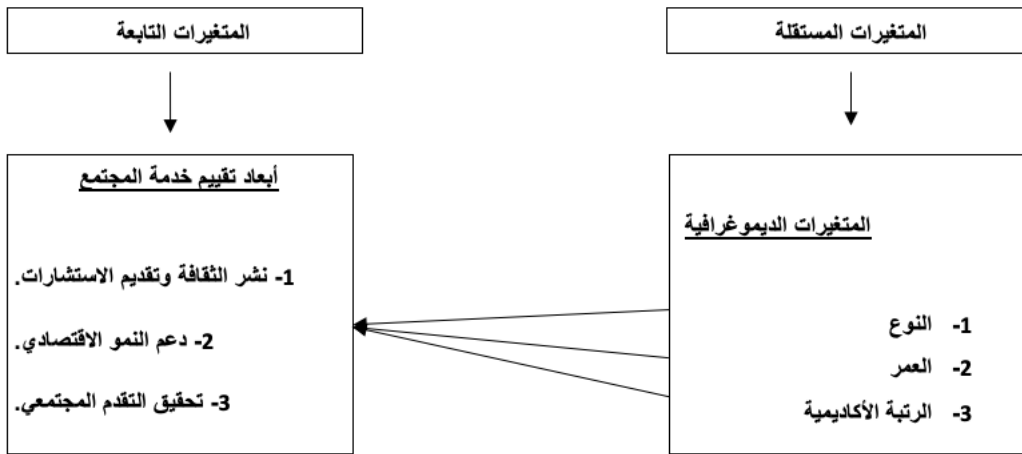 المتغيرات المستقلة
المتغيرات التابعة
المتغيرات الديموغرافية
1- النوع
2- العمر
3- الرتبة الأكاديمية
أبعاد تقييم خدمة المجتمع
1- نشر الثقافة وتقديم الاستشارات.
2- دعم النمو الاقتصادي.
3- تحقيق التقدم المجتمعي.